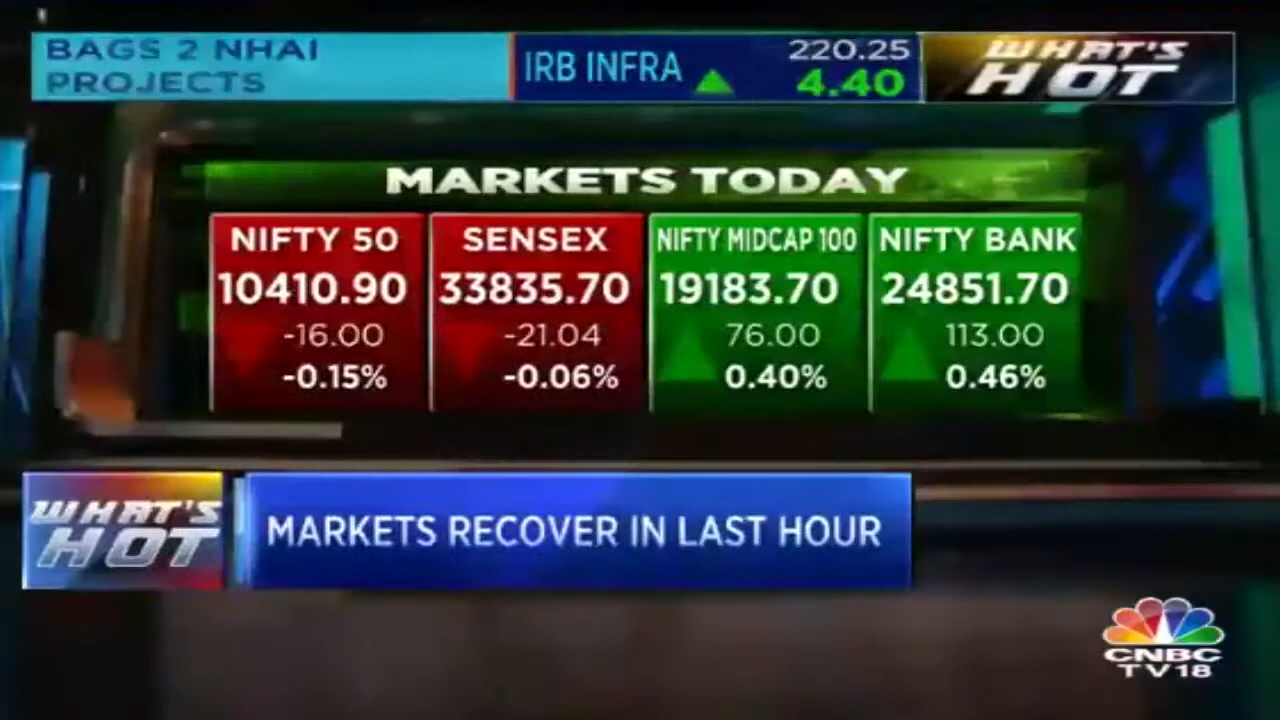 BAGS 2 NHAI
PROJECTS
IRB INFRA
220.25
4.40
WHAT'S
HOT
MARKETS TODAY
NIFTY 50
10410.90
-16.00
-0.15%
SENSEX
33835.70
-21.04
-0.06%
NIFTY MIDCAP 100
19183.70
76.00
0.40%
NIFTY BANK
24851.70
113.00
0.46%
WHAT'S
HOT
MARKETS RECOVER IN LAST HOUR
CNBC
TV18